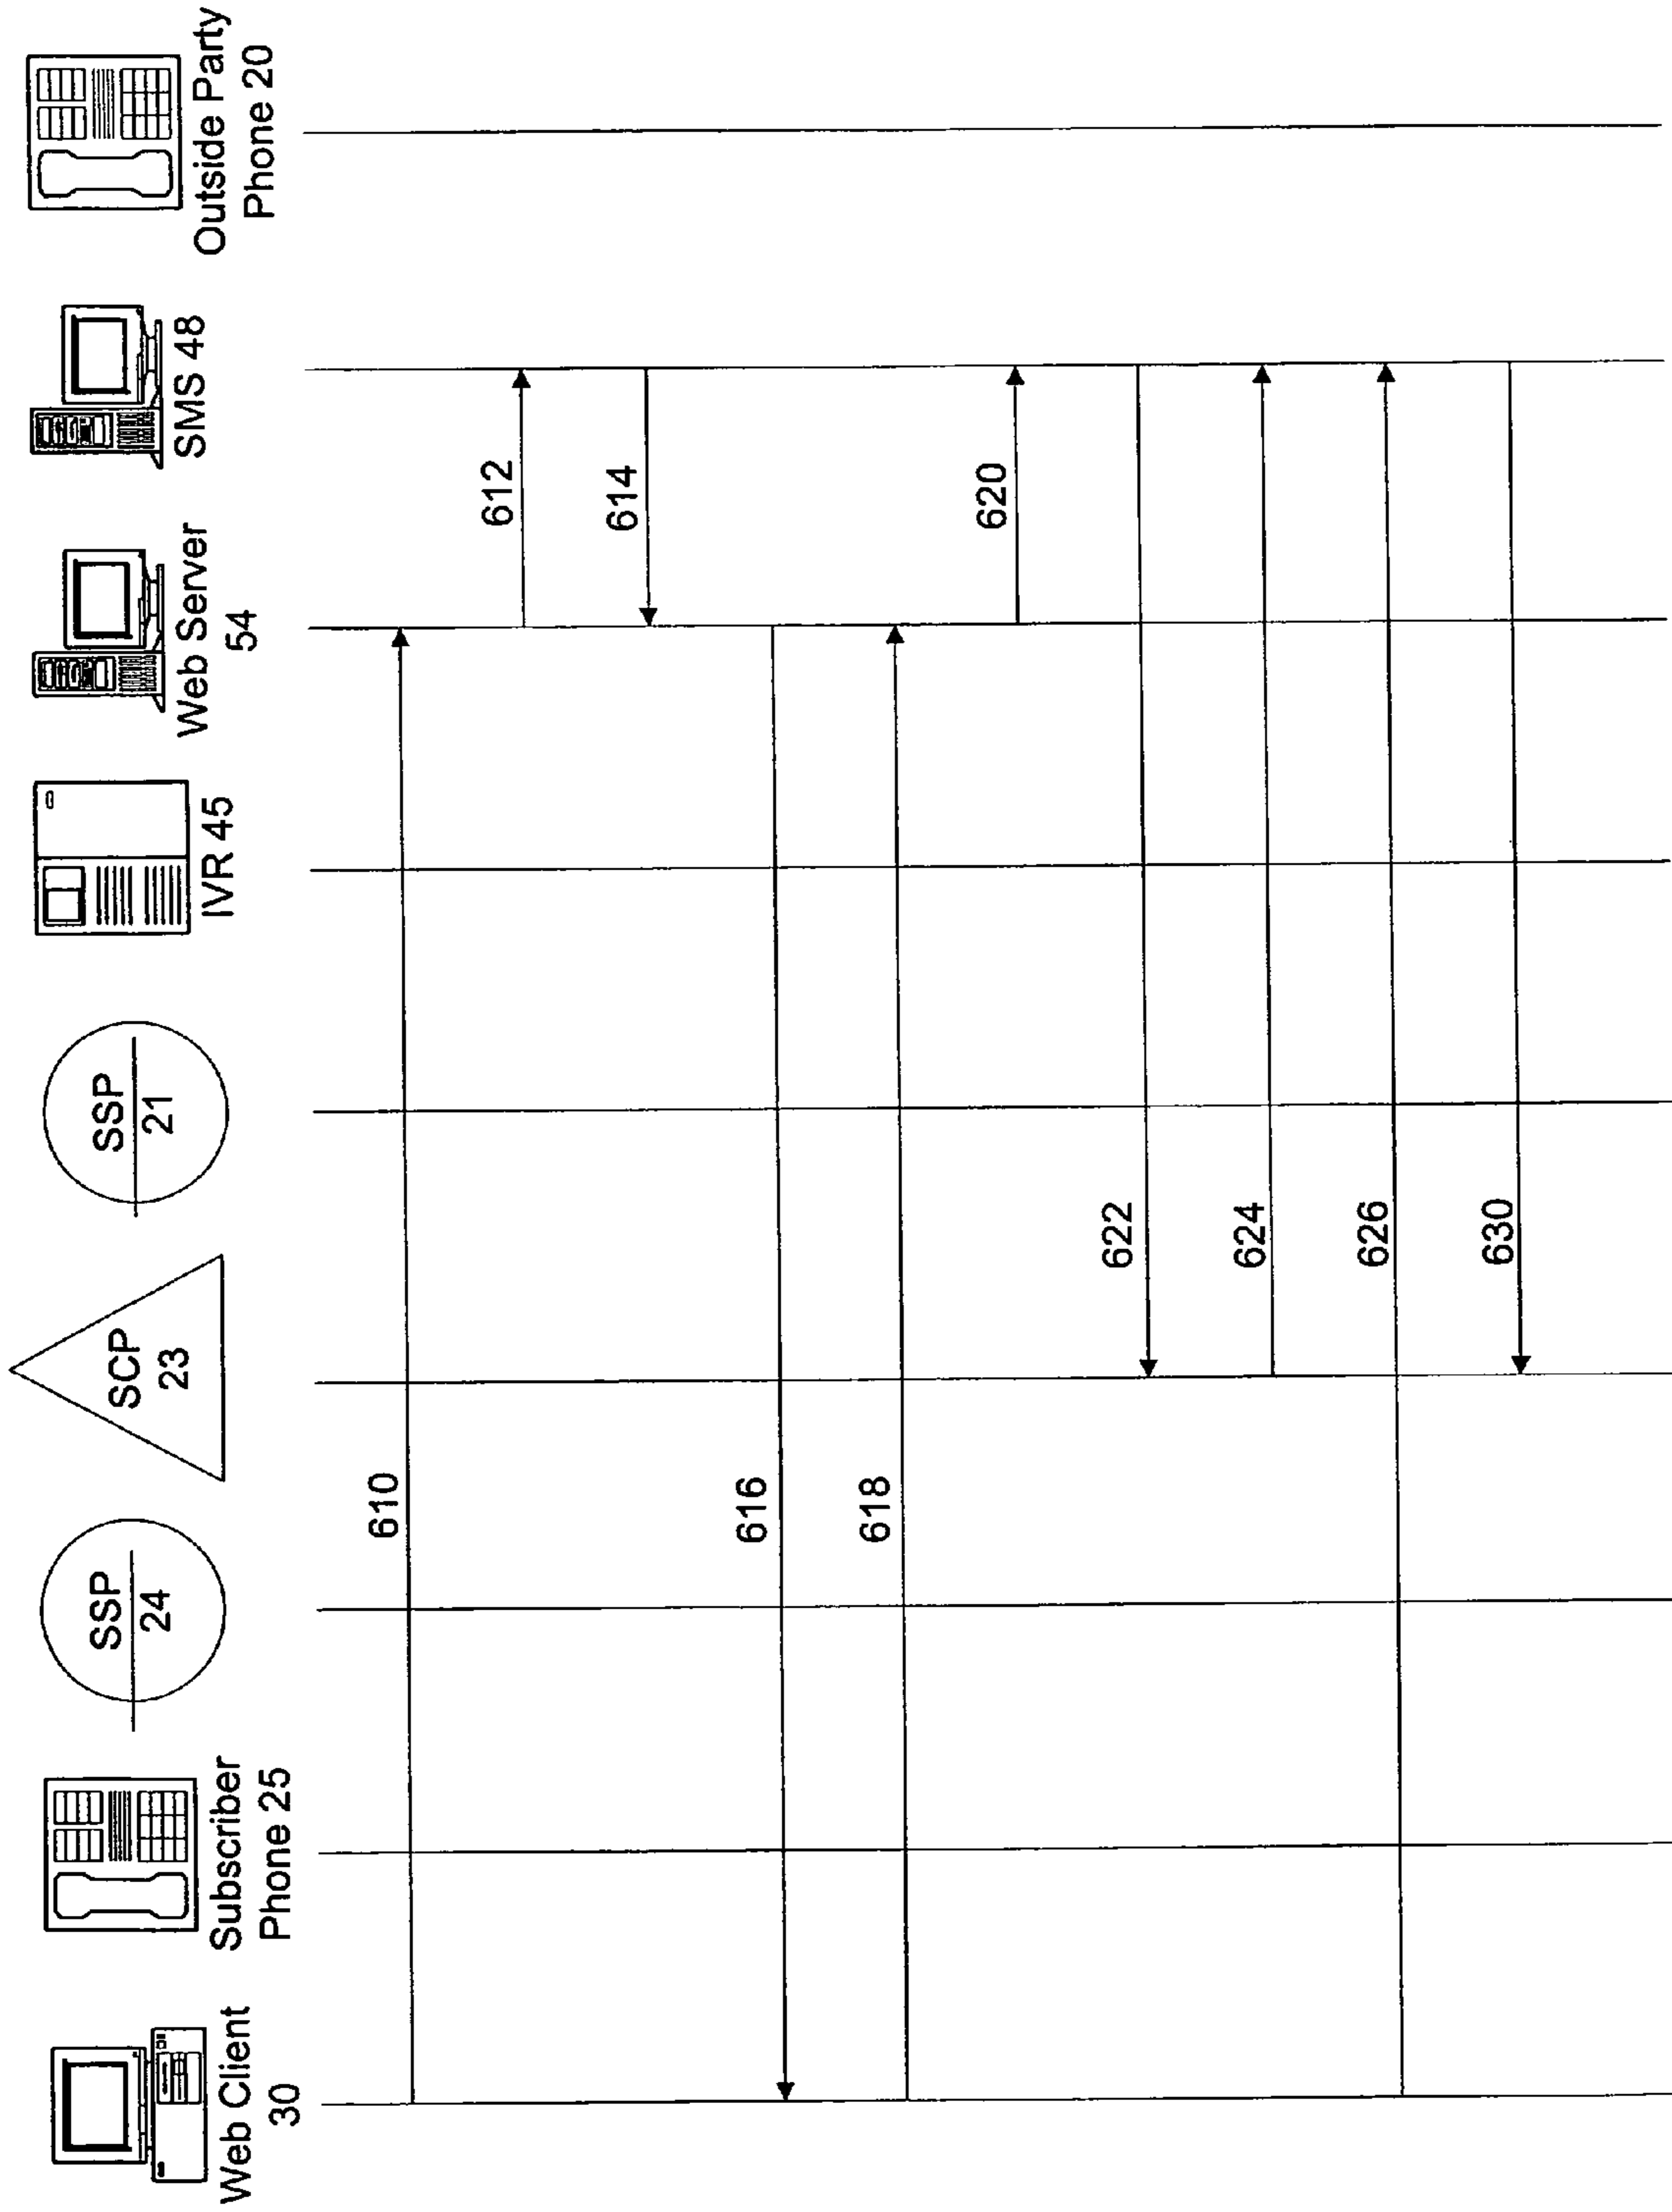 Web Client
30
Subscriber
Phone 25
SSP
24
SCP
23
SSP
21
IVR 45
Web Server
54
SMS 48
Outside Party
Phone 20
610
612
614
616
618
620
622
624
626
630